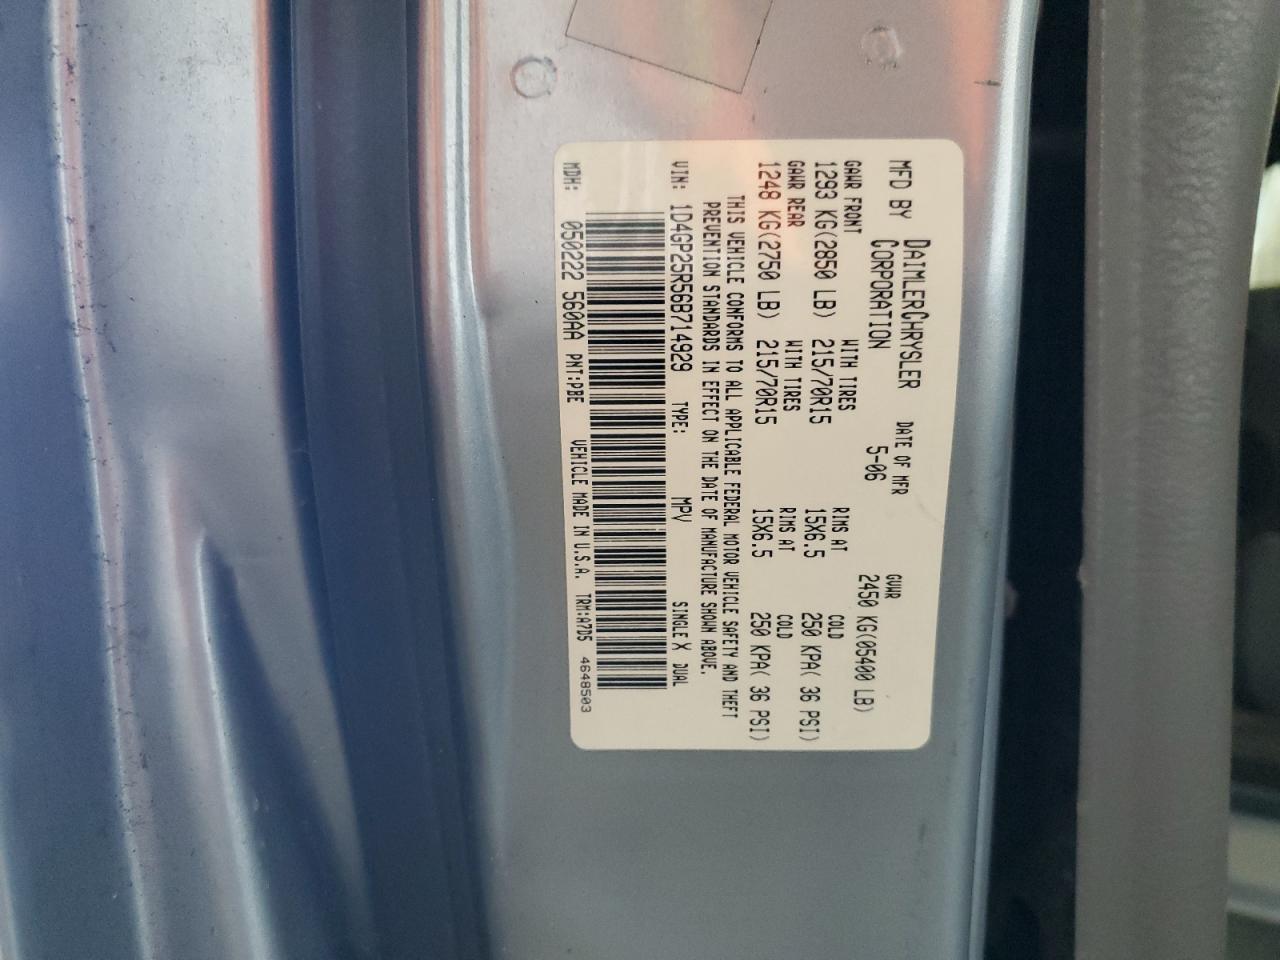 MFD BY DAIMLERCHRYSLER CORPORATION
DATE OF MFR 5-06
GVWR 2450 KG(05400 LB)
GAWR FRONT WITH TIRES RIMS AT COLD
1293 KG(2850 LB) 215/70R15 15X6.5 250 KPA( 36 PSI)
GAWR REAR WITH TIRES RIMS AT COLD
1248 KG(2750 LB) 215/70R15 15X6.5 250 KPA( 36 PSI)
THIS VEHICLE CONFORMS TO ALL APPLICABLE FEDERAL MOTOR VEHICLE SAFETY AND THEFT
PREVENTION STANDARDS IN EFFECT ON THE DATE OF MANUFACTURE SHOWN ABOVE.
VIN: 1D4GP25R56B714929 TYPE: MPV SINGLE X DUAL
MDH: 050222 560AA PNT:PBE VEHICLE MADE IN U.S.A. TRM:A7D5 4648503